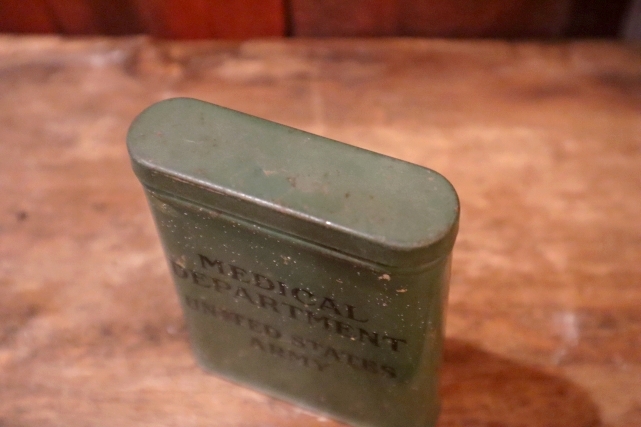 MEDICAL
DEPARTMENT
UNITED STATES
ARMY